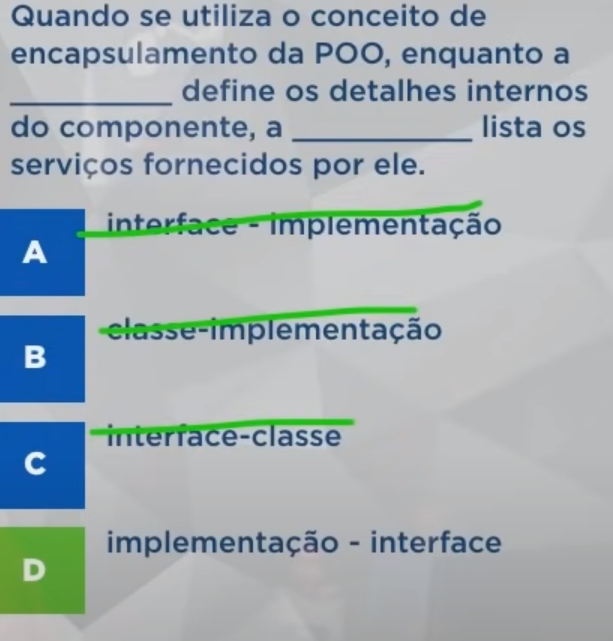 Quando se utiliza o conceito de
encapsulamento da POO, enquanto a
__________ define os detalhes internos
do componente, a ___________ lista os
serviços fornecidos por ele.
A
interface - implementação
B
classe-implementação
C
interface-classe
D
implementação - interface